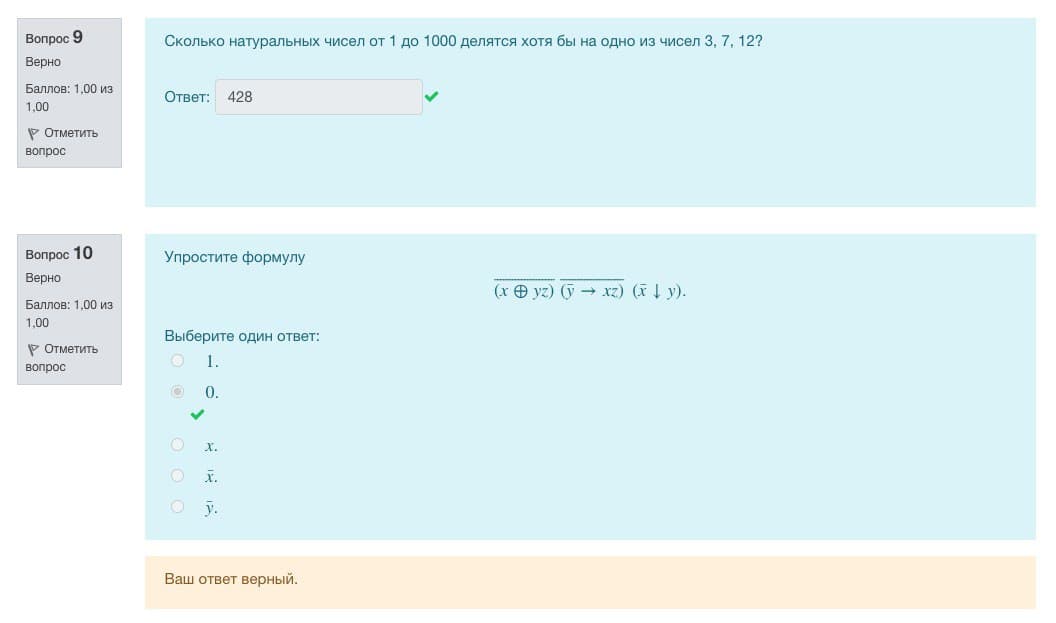 Вопрос 9
Верно
Баллов: 1,00 из
1,00
Отметить
вопрос
Сколько натуральных чисел от 1 до 1000 делятся хотя бы на одно из чисел 3, 7, 12?
Ответ: 428
Вопрос 10
Верно
Баллов: 1,00 из
1,00
Отметить
вопрос
Упростите формулу
$\overline{(x \oplus yz)}\ \overline{(\bar{y} \to xz)}\ (\bar{x} \downarrow y).$
Выберите один ответ:
1.
0.
x.
x̄.
ȳ.
Ваш ответ верный.